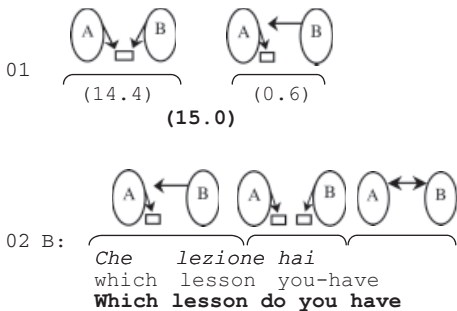 A B A B
01
(14.4) (0.6)
(15.0)
A B A B A B
02 B:
Che lezione hai
which lesson you-have
Which lesson do you have